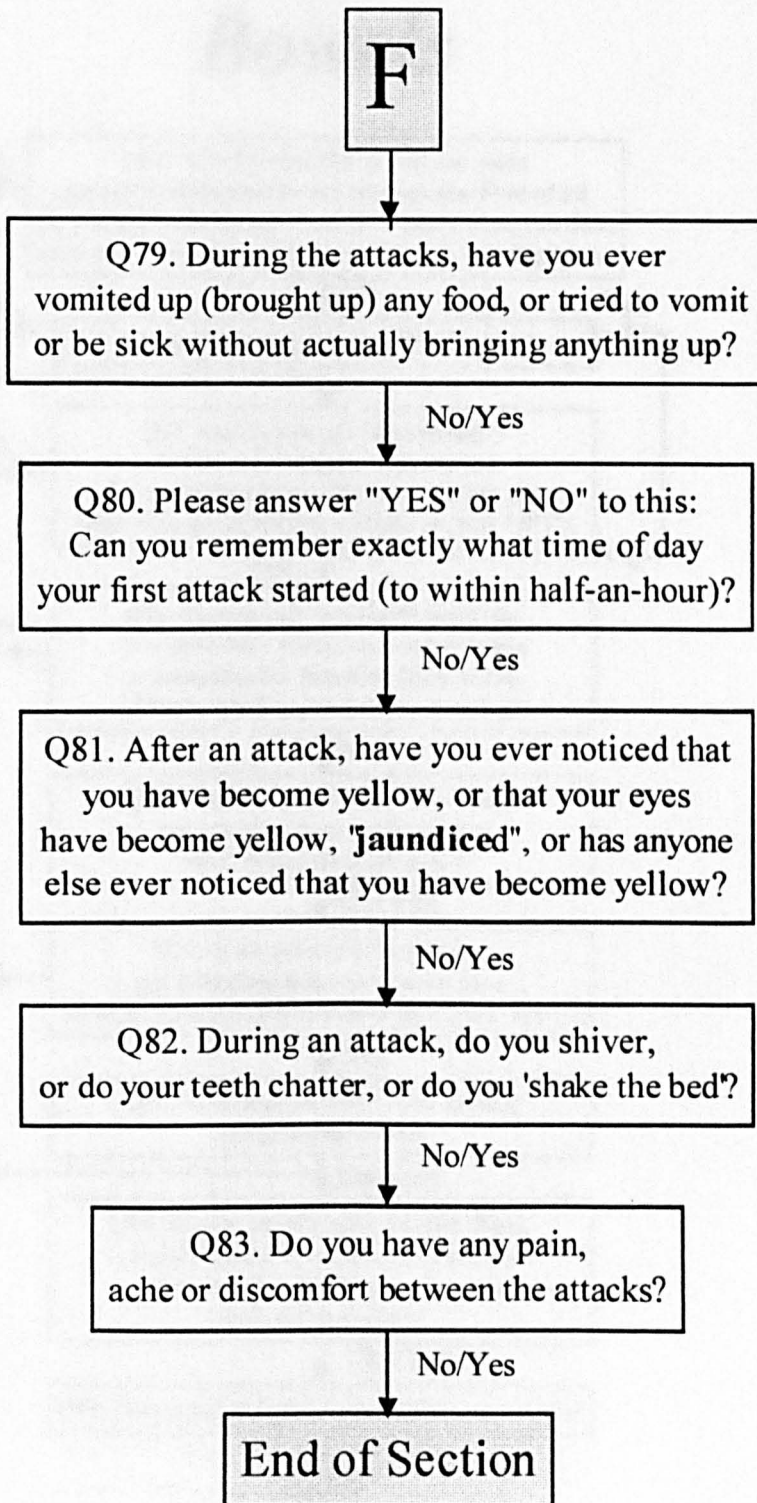 F
Q79. During the attacks, have you ever
vomited up (brought up) any food, or tried to vomit
or be sick without actually bringing anything up?
No/Yes
Q80. Please answer "YES" or "NO" to this:
Can you remember exactly what time of day
your first attack started (to within half-an-hour)?
No/Yes
Q81. After an attack, have you ever noticed that
you have become yellow, or that your eyes
have become yellow, "jaundiced", or has anyone
else ever noticed that you have become yellow?
No/Yes
Q82. During an attack, do you shiver,
or do your teeth chatter, or do you 'shake the bed'?
No/Yes
Q83. Do you have any pain,
ache or discomfort between the attacks?
No/Yes
End of Section